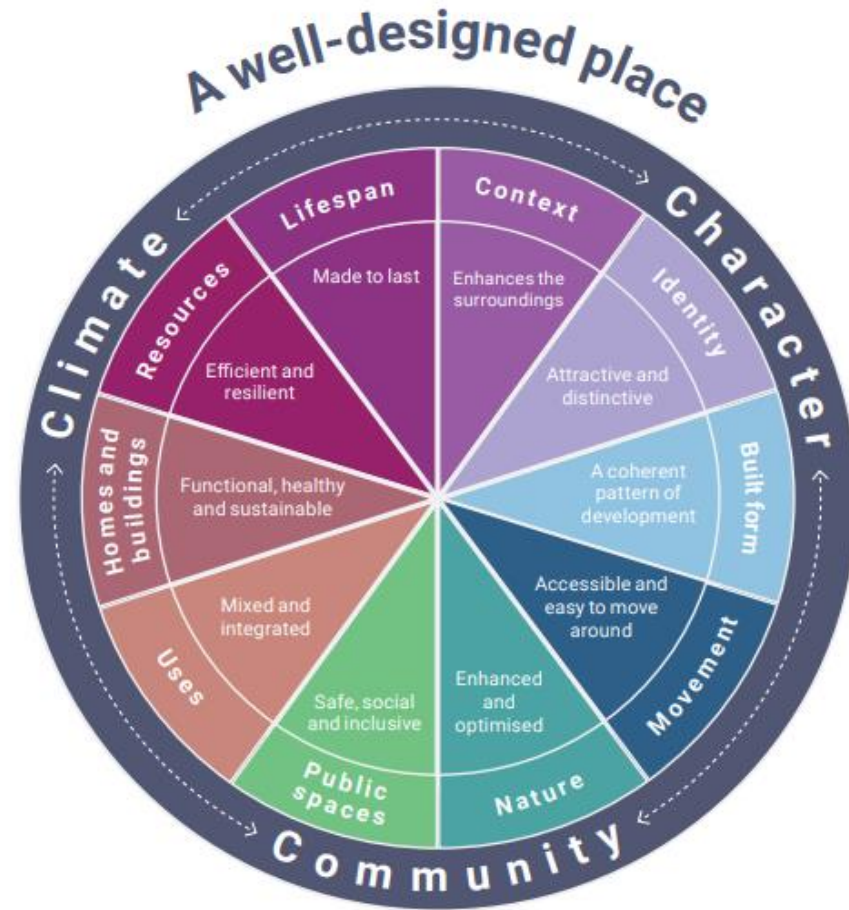 A well-designed place
Climate
Character
Community
Context
Enhances the
surroundings
Identity
Attractive and
distinctive
Built form
A coherent
pattern of
development
Movement
Accessible and
easy to move
around
Nature
Enhanced
and
optimised
Public
spaces
Safe, social
and inclusive
Uses
Mixed and
integrated
Homes and
buildings
Functional, healthy
and sustainable
Resources
Efficient and
resilient
Lifespan
Made to last